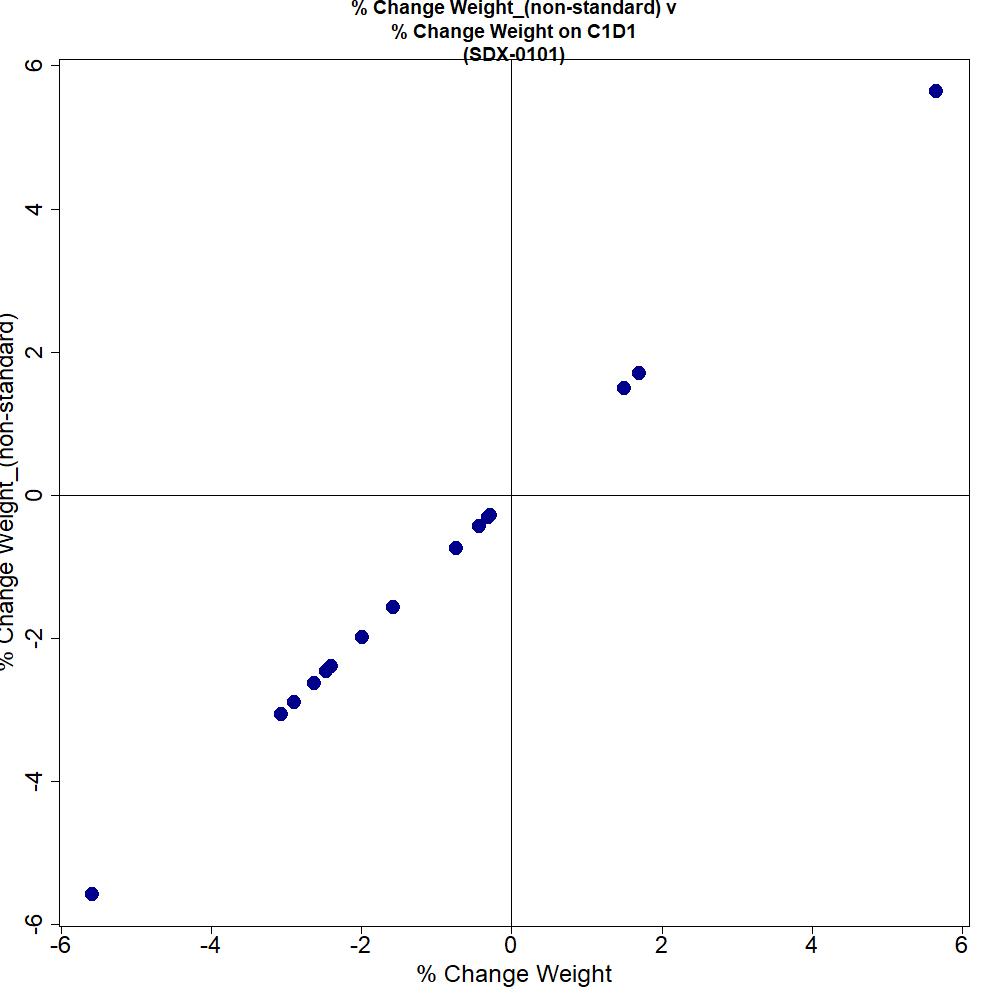 % Change Weight_(non-standard) v
% Change Weight on C1D1
(SDX-0101)
% Change Weight_(non-standard)
6
4
2
0
-2
-4
-6
-6 -4 -2 0 2 4 6
% Change Weight